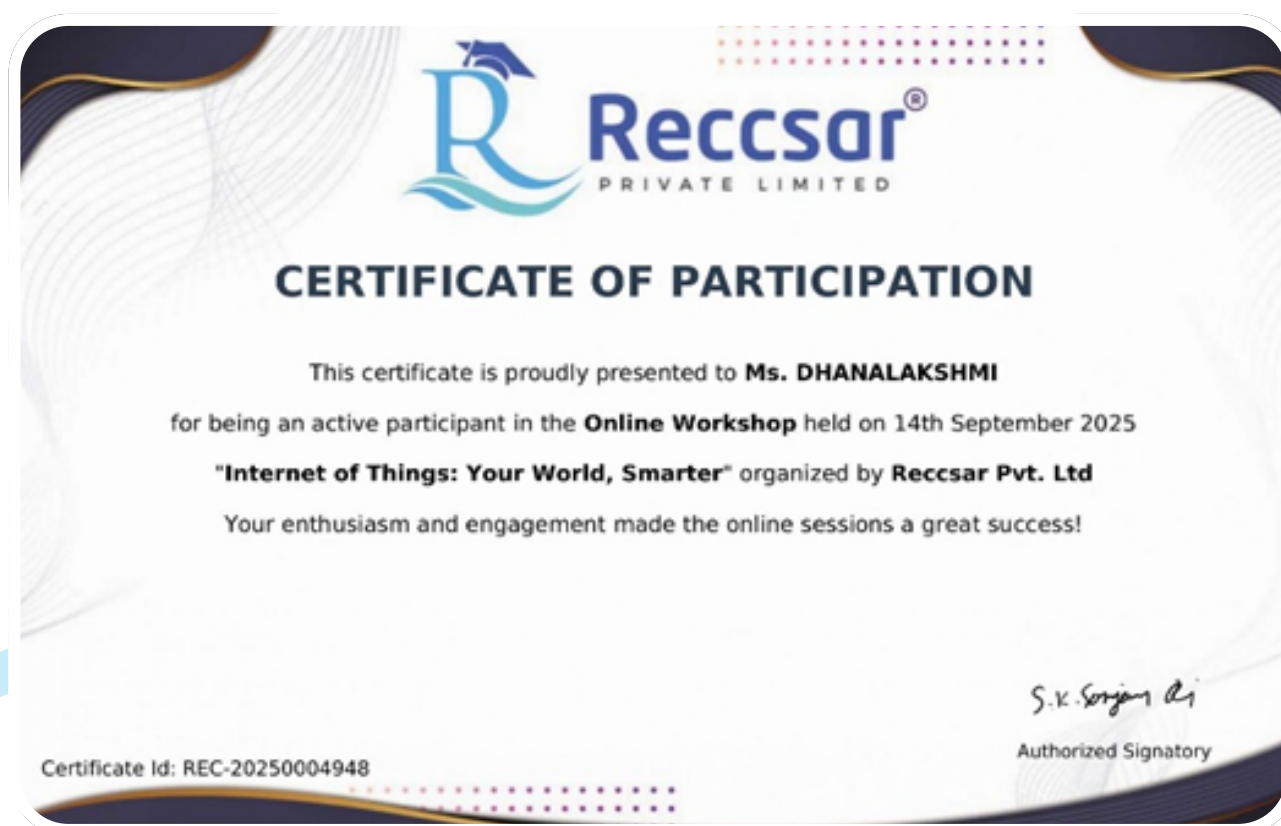 Reccsar®
PRIVATE LIMITED
CERTIFICATE OF PARTICIPATION
This certificate is proudly presented to Ms. DHANALAKSHMI
for being an active participant in the Online Workshop held on 14th September 2025
"Internet of Things: Your World, Smarter" organized by Reccsar Pvt. Ltd
Your enthusiasm and engagement made the online sessions a great success!
S.K.
Authorized Signatory
Certificate Id: REC-20250004948